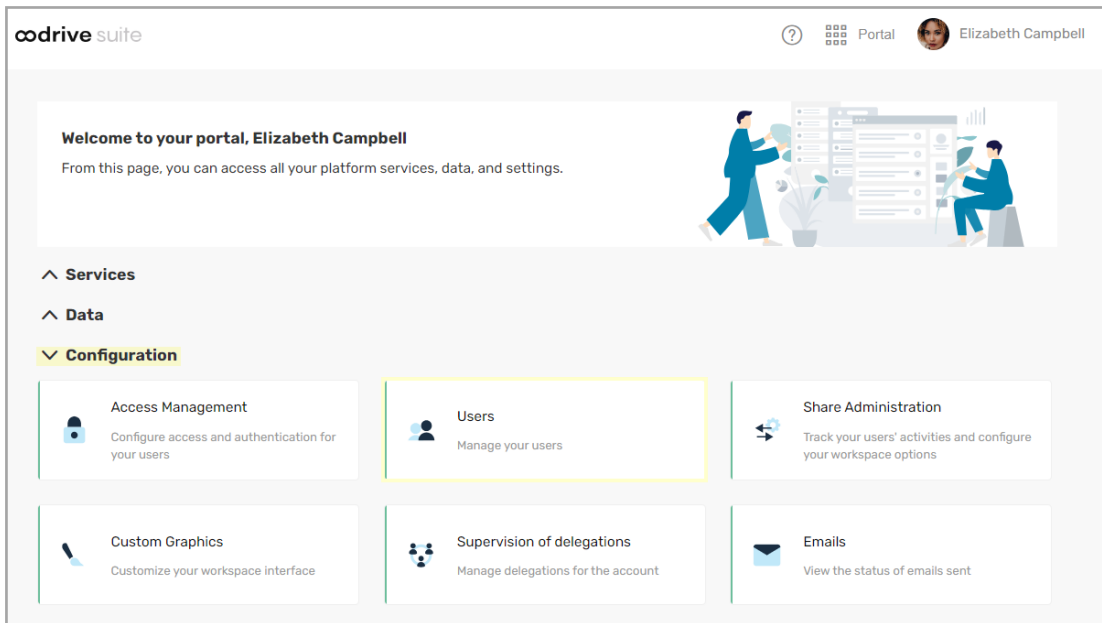 oodrive suite
Portal
Elizabeth Campbell
Welcome to your portal, Elizabeth Campbell
From this page, you can access all your platform services, data, and settings.
Services
Data
Configuration
Access Management
Configure access and authentication for
your users
Users
Manage your users
Share Administration
Track your users' activities and configure
your workspace options
Custom Graphics
Customize your workspace interface
Supervision of delegations
Manage delegations for the account
Emails
View the status of emails sent